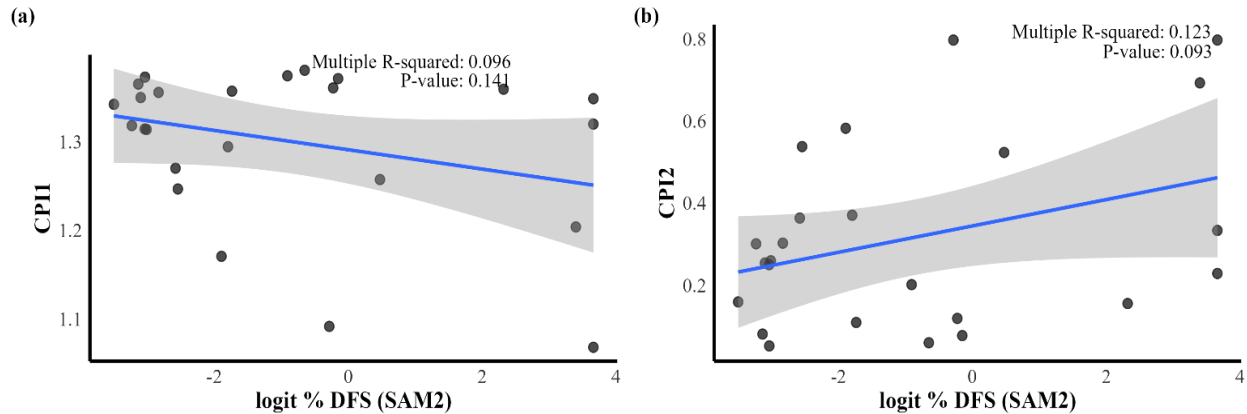 (a)
Multiple R-squared: 0.096
P-value: 0.141
1.3
1.2
1.1
CPI1
-2
0
2
4
logit % DFS (SAM2)
(b)
Multiple R-squared: 0.123
P-value: 0.093
0.8
0.6
0.4
0.2
CPI2
-2
0
2
4
logit % DFS (SAM2)